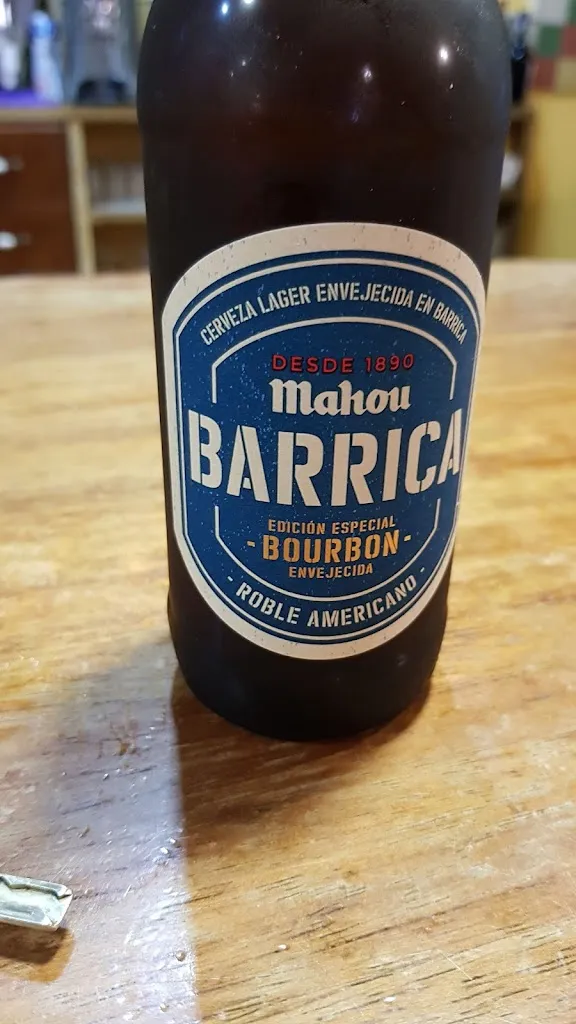 CERVEZA LAGER ENVEJECIDA EN BARRICA
DESDE 1890
Mahou
BARRICA
EDICIÓN ESPECIAL
- BOURBON -
ENVEJECIDA
- ROBLE AMERICANO -